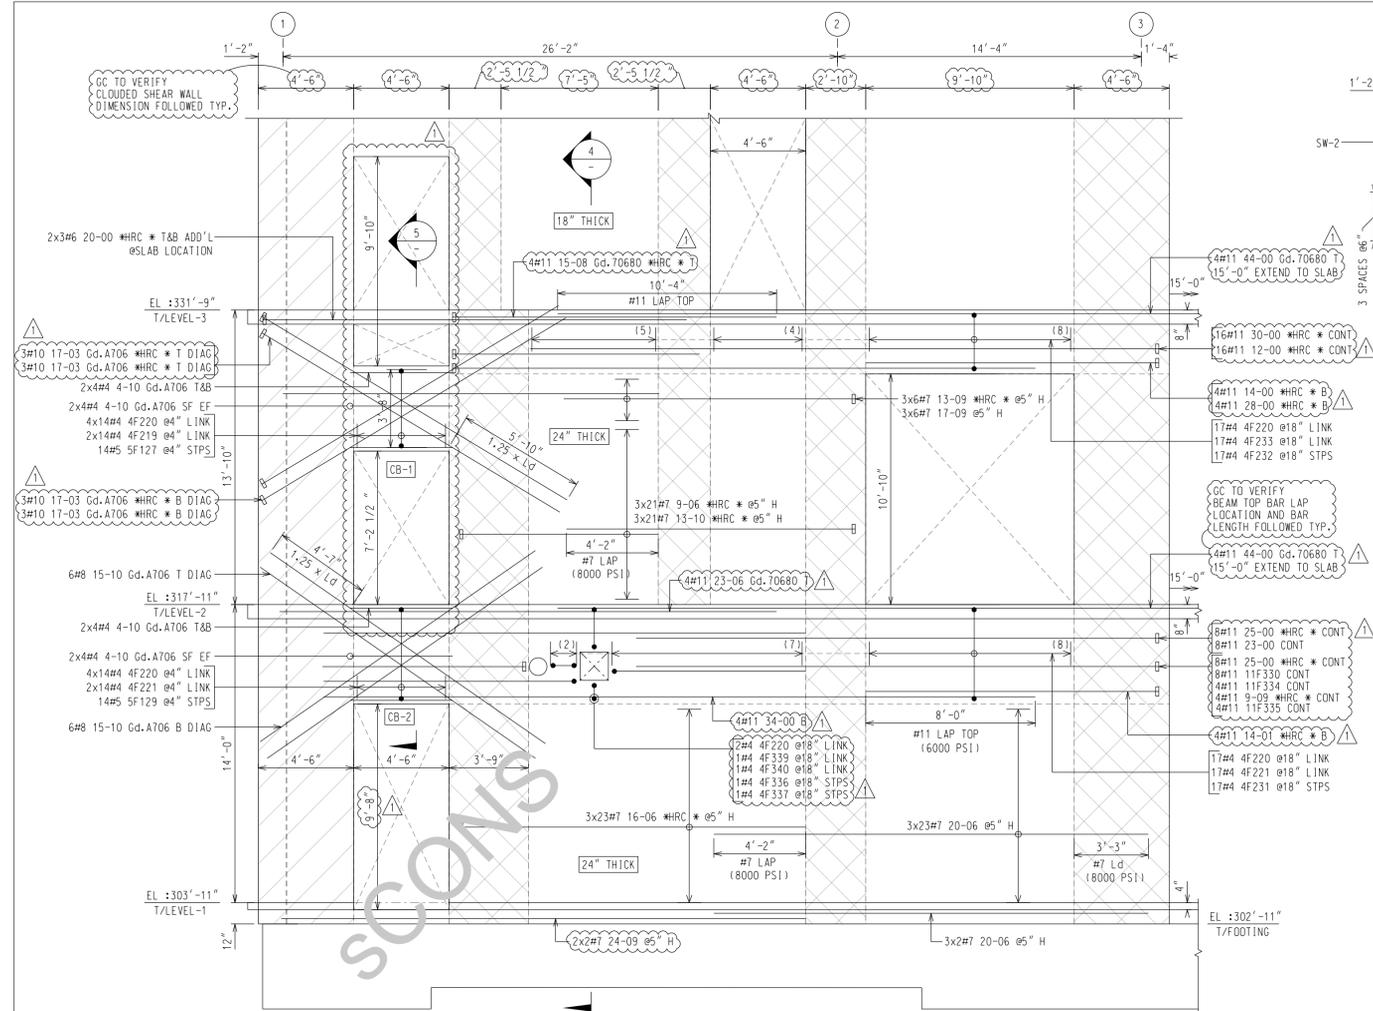 1
2
3
1'-2"
26'-2"
14'-4"
1'-4"
1'-2
GC TO VERIFY
CLOUDED SHEAR WALL
DIMENSION FOLLOWED TYP.
4'-6"
4'-6"
2'-5 1/2 "
7'-5"
2'-5 1/2 "
4'-6"
2'-10"
9'-10"
4'-6"
1
4
-
4'-6"
SW-2
18" THICK
5
-
9'-10"
2x3#6 20-00 *HRC * T&B ADD'L
@SLAB LOCATION
1
4#11 15-08 Gd.70680 *HRC * T
10'-4"
#11 LAP TOP
1
4#11 44-00 Gd.70680 T
15'-0" EXTEND TO SLAB
3 SPACES @6"
15'-0"
EL :331'-9"
T/LEVEL-3
(5)
(4)
(8)
8"
1
3#10 17-03 Gd.A706 *HRC * T DIAG
3#10 17-03 Gd.A706 *HRC * T DIAG
16#11 30-00 *HRC * CONT
16#11 12-00 *HRC * CONT
1
2x4#4 4-10 Gd.A706 T&B
2x4#4 4-10 Gd.A706 SF EF
4x14#4 4F220 @4" LINK
2x14#4 4F219 @4" LINK
14#5 5F127 @4" STPS
3'-8"
3x6#7 13-09 *HRC * @5" H
3x6#7 17-09 @5" H
4#11 14-00 *HRC * B
4#11 28-00 *HRC * B
1
17#4 4F220 @18" LINK
17#4 4F233 @18" LINK
17#4 4F232 @18" STPS
24" THICK
5'-10"
1.25 x Ld
CB-1
13'-10"
1
3#10 17-03 Gd.A706 *HRC * B DIAG
3#10 17-03 Gd.A706 *HRC * B DIAG
7'-2 1/2 "
10'-10"
3x21#7 9-06 *HRC * @5" H
3x21#7 13-10 *HRC * @5" H
GC TO VERIFY
BEAM TOP BAR LAP
LOCATION AND BAR
LENGTH FOLLOWED TYP.
4'-2"
#7 LAP
(8000 PSI)
4'-7"
1.25 x Ld
4#11 44-00 Gd.70680 T
15'-0" EXTEND TO SLAB
1
6#8 15-10 Gd.A706 T DIAG
4#11 23-06 Gd.70680 T
1
15'-0"
EL :317'-11"
T/LEVEL-2
2x4#4 4-10 Gd.A706 T&B
8"
(2)
(7)
(8)
2x4#4 4-10 Gd.A706 SF EF
4x14#4 4F220 @4" LINK
2x14#4 4F221 @4" LINK
14#5 5F129 @4" STPS
8#11 25-00 *HRC * CONT
8#11 23-00 CONT
8#11 25-00 *HRC * CONT
8#11 11F330 CONT
4#11 11F334 CONT
4#11 9-09 *HRC * CONT
4#11 11F335 CONT
1
6#8 15-10 Gd.A706 B DIAG
CB-2
4#11 34-00 B
1
8'-0"
#11 LAP TOP
(6000 PSI)
4#11 14-01 *HRC * B
1
2#4 4F220 @18" LINK
1#4 4F339 @18" LINK
1#4 4F340 @18" LINK
1#4 4F336 @18" STPS
1#4 4F337 @18" STPS
1
17#4 4F220 @18" LINK
17#4 4F221 @18" LINK
17#4 4F231 @18" STPS
14'-0"
4'-6"
4'-6"
3'-9"
9'-8"
1
3x23#7 16-06 *HRC * @5" H
3x23#7 20-06 @5" H
4'-2"
#7 LAP
(8000 PSI)
3'-3"
#7 Ld
(8000 PSI)
24" THICK
sCONS
EL :303'-11"
T/LEVEL-1
4"
EL :302'-11"
T/FOOTING
12"
2x2#7 24-09 @5" H
3x2#7 20-06 @5" H